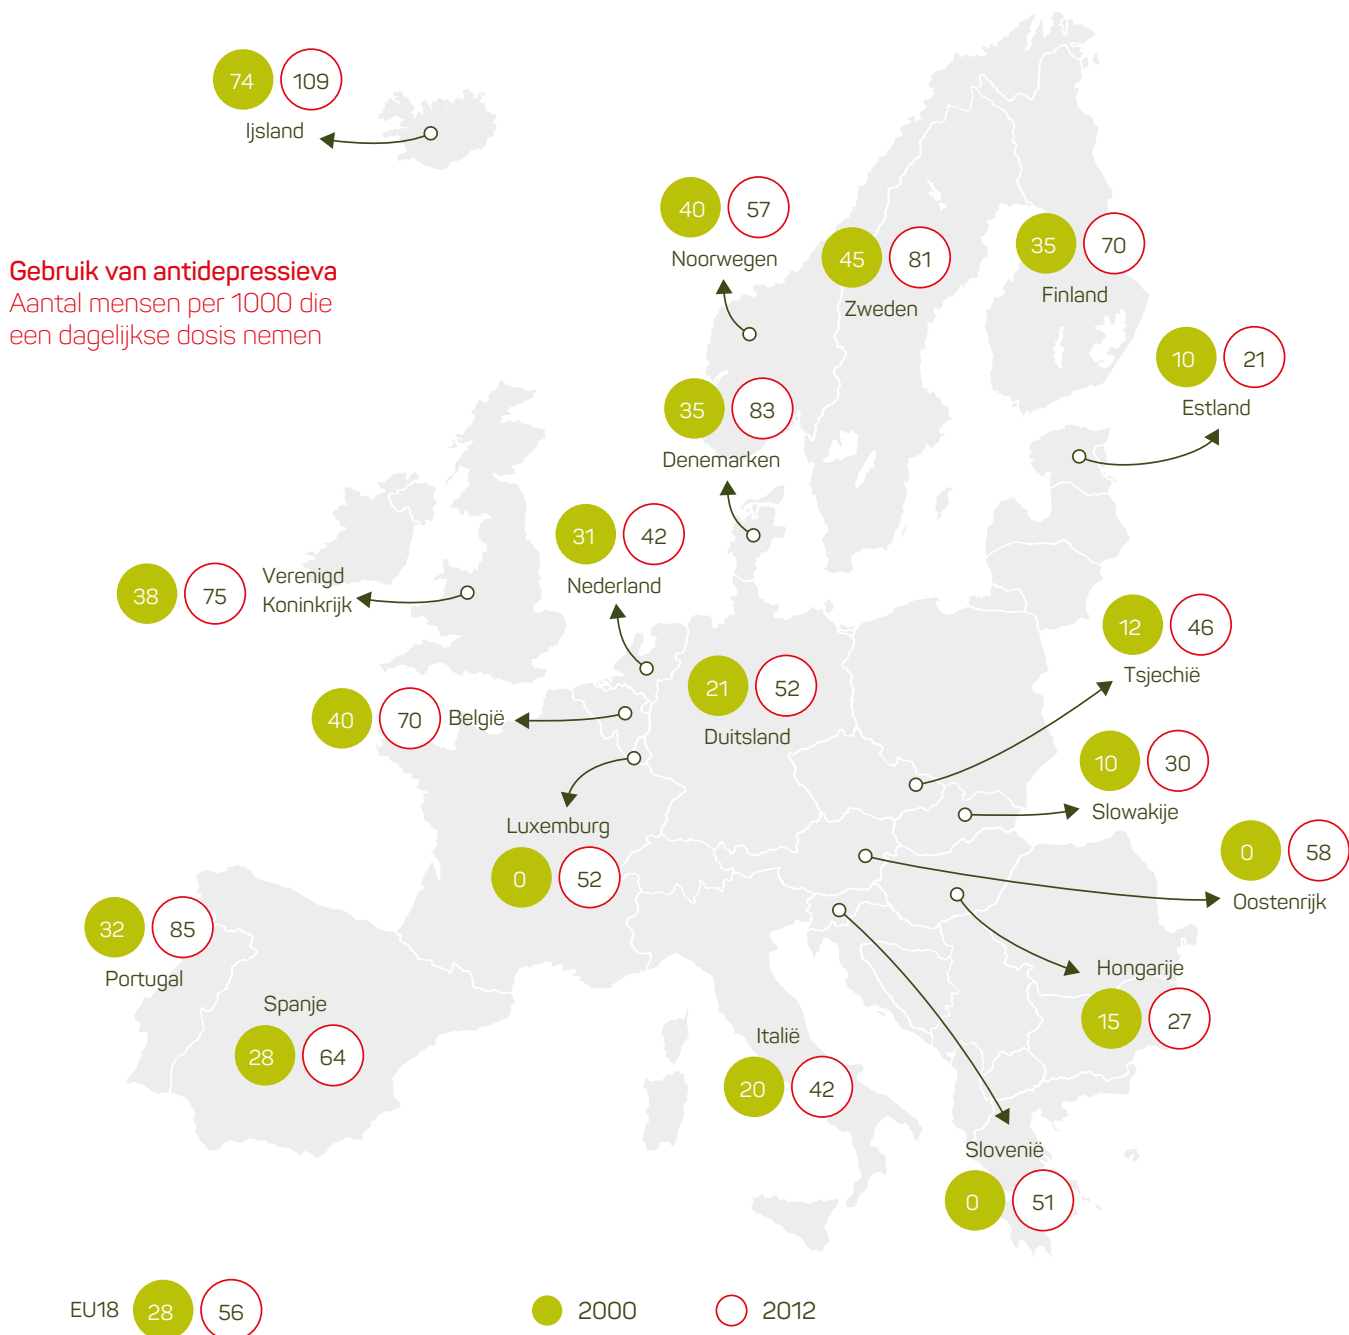 74 109
Ijsland
40 57
Noorwegen
45 81
Zweden
35 70
Finland
Gebruik van antidepressieva
Aantal mensen per 1000 die
een dagelijkse dosis nemen
10 21
Estland
35 83
Denemarken
31 42
Nederland
38 75
Verenigd
Koninkrijk
12 46
Tsjechië
21 52
Duitsland
40 70 België
10 30
Slowakije
Luxemburg
0 52
0 58
Oostenrijk
32 85
Portugal
Hongarije
15 27
Spanje
28 64
Italië
20 42
Slovenië
0 51
EU18 28 56
2000 2012